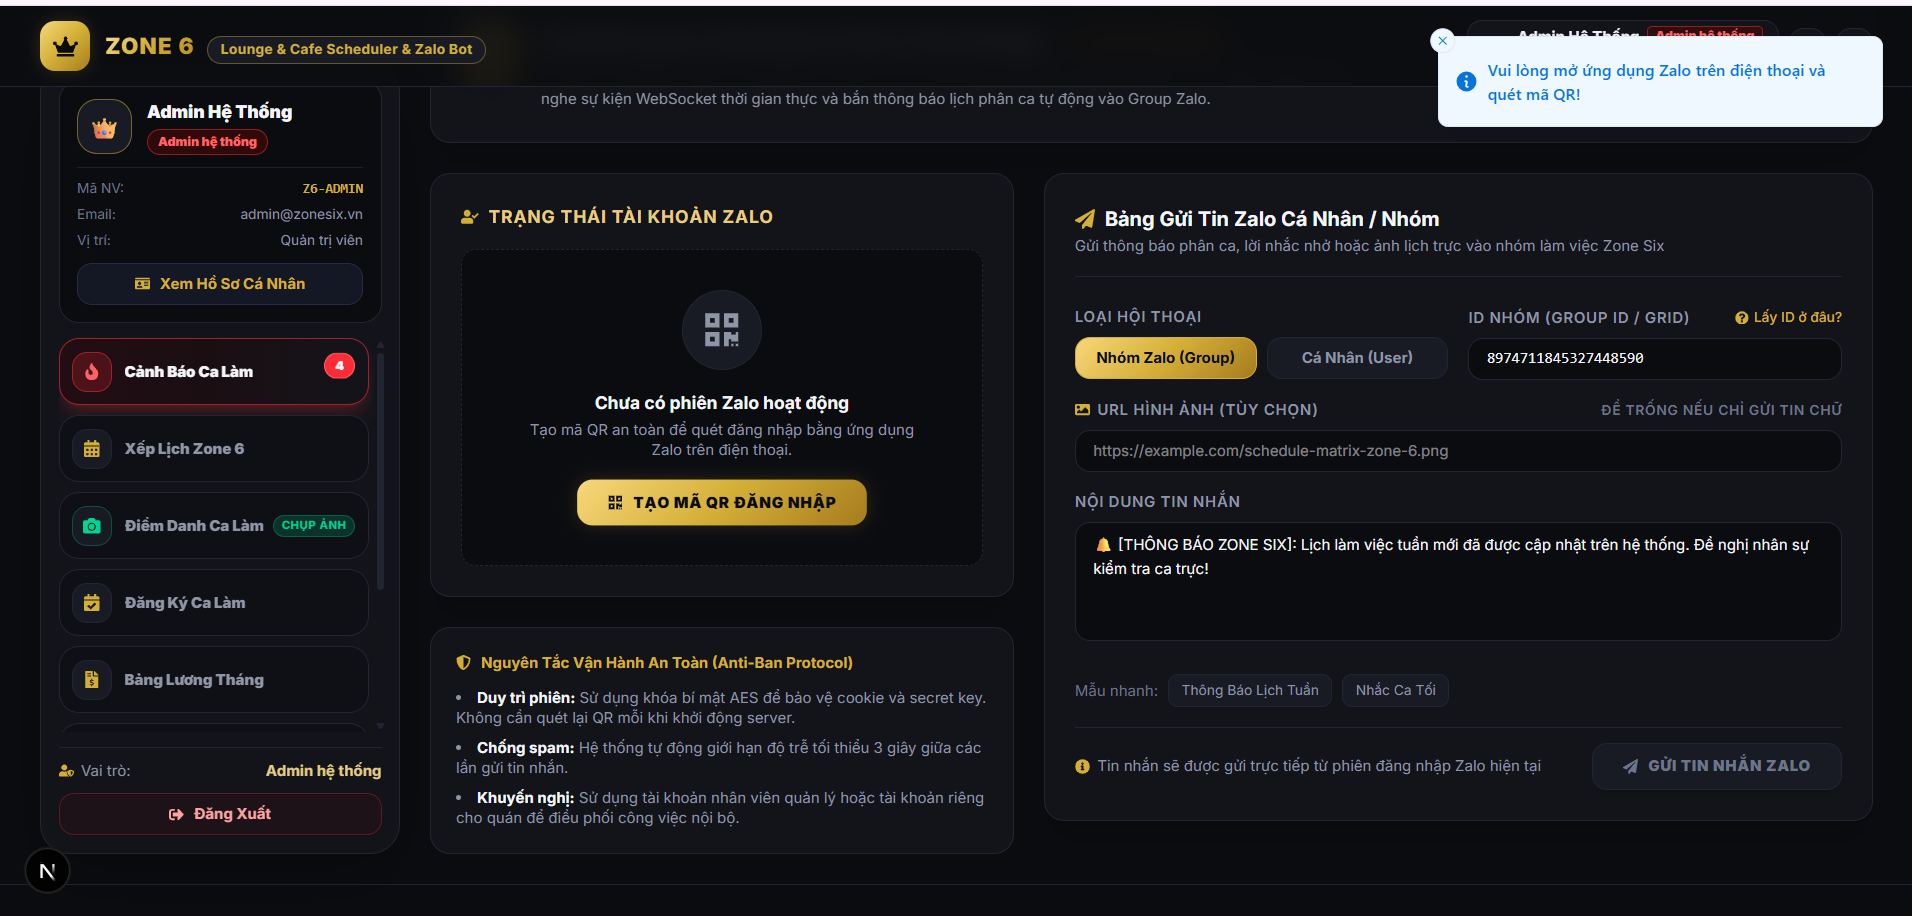 ZONE 6
Lounge & Cafe Scheduler & Zalo Bot
Admin Hệ Thống
Admin hệ thống
Vui lòng mở ứng dụng Zalo trên điện thoại và
quét mã QR!
Admin Hệ Thống
Admin hệ thống
Mã NV:
Z6-ADMIN
Email:
admin@zonesix.vn
Vị trí:
Quản trị viên
Xem Hồ Sơ Cá Nhân
Cảnh Báo Ca Làm
4
Xếp Lịch Zone 6
Điểm Danh Ca Làm
CHỤP ẢNH
Đăng Ký Ca Làm
Bảng Lương Tháng
Vai trò:
Admin hệ thống
Đăng Xuất
N
nghe sự kiện WebSocket thời gian thực và bắn thông báo lịch phân ca tự động vào Group Zalo.
TRẠNG THÁI TÀI KHOẢN ZALO
Chưa có phiên Zalo hoạt động
Tạo mã QR an toàn để quét đăng nhập bằng ứng dụng
Zalo trên điện thoại.
TẠO MÃ QR ĐĂNG NHẬP
Nguyên Tắc Vận Hành An Toàn (Anti-Ban Protocol)
• Duy trì phiên: Sử dụng khóa bí mật AES để bảo vệ cookie và secret key.
Không cần quét lại QR mỗi khi khởi động server.
• Chống spam: Hệ thống tự động giới hạn độ trễ tối thiểu 3 giây giữa các
lần gửi tin nhắn.
• Khuyến nghị: Sử dụng tài khoản nhân viên quản lý hoặc tài khoản riêng
cho quán để điều phối công việc nội bộ.
Bảng Gửi Tin Zalo Cá Nhân / Nhóm
Gửi thông báo phân ca, lời nhắc nhở hoặc ảnh lịch trực vào nhóm làm việc Zone Six
LOẠI HỘI THOẠI
Nhóm Zalo (Group)
Cá Nhân (User)
ID NHÓM (GROUP ID / GRID)
Lấy ID ở đâu?
8974711845327448590
URL HÌNH ẢNH (TÙY CHỌN)
ĐỂ TRỐNG NẾU CHỈ GỬI TIN CHỮ
https://example.com/schedule-matrix-zone-6.png
NỘI DUNG TIN NHẮN
🔔 [THÔNG BÁO ZONE SIX]: Lịch làm việc tuần mới đã được cập nhật trên hệ thống. Đề nghị nhân sự
kiểm tra ca trực!
Mẫu nhanh:
Thông Báo Lịch Tuần
Nhắc Ca Tối
Tin nhắn sẽ được gửi trực tiếp từ phiên đăng nhập Zalo hiện tại
GỬI TIN NHẮN ZALO